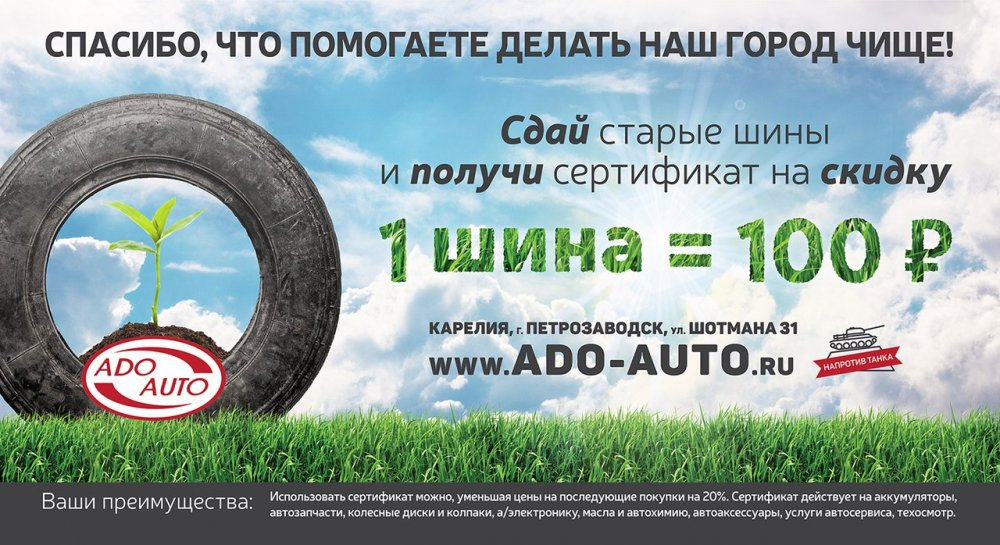 СПАСИБО, ЧТО ПОМОГАЕТЕ ДЕЛАТЬ НАШ ГОРОД ЧИЩЕ!
Сдай старые шины
и получи сертификат на скидку
1 шина = 100 ₽
КАРЕЛИЯ, г. ПЕТРОЗАВОДСК, ул. ШОТМАНА 31
www.ADO-AUTO.RU
НАПРОТИВ ТАНКА
ADO
AUTO
Ваши преимущества:
Использовать сертификат можно, уменьшая цены на последующие покупки на 20%. Сертификат действует на аккумуляторы,
автозапчасти, колесные диски и колпаки, а/электронику, масла и автохимию, автоаксессуары, услуги автосервиса, техосмотр.